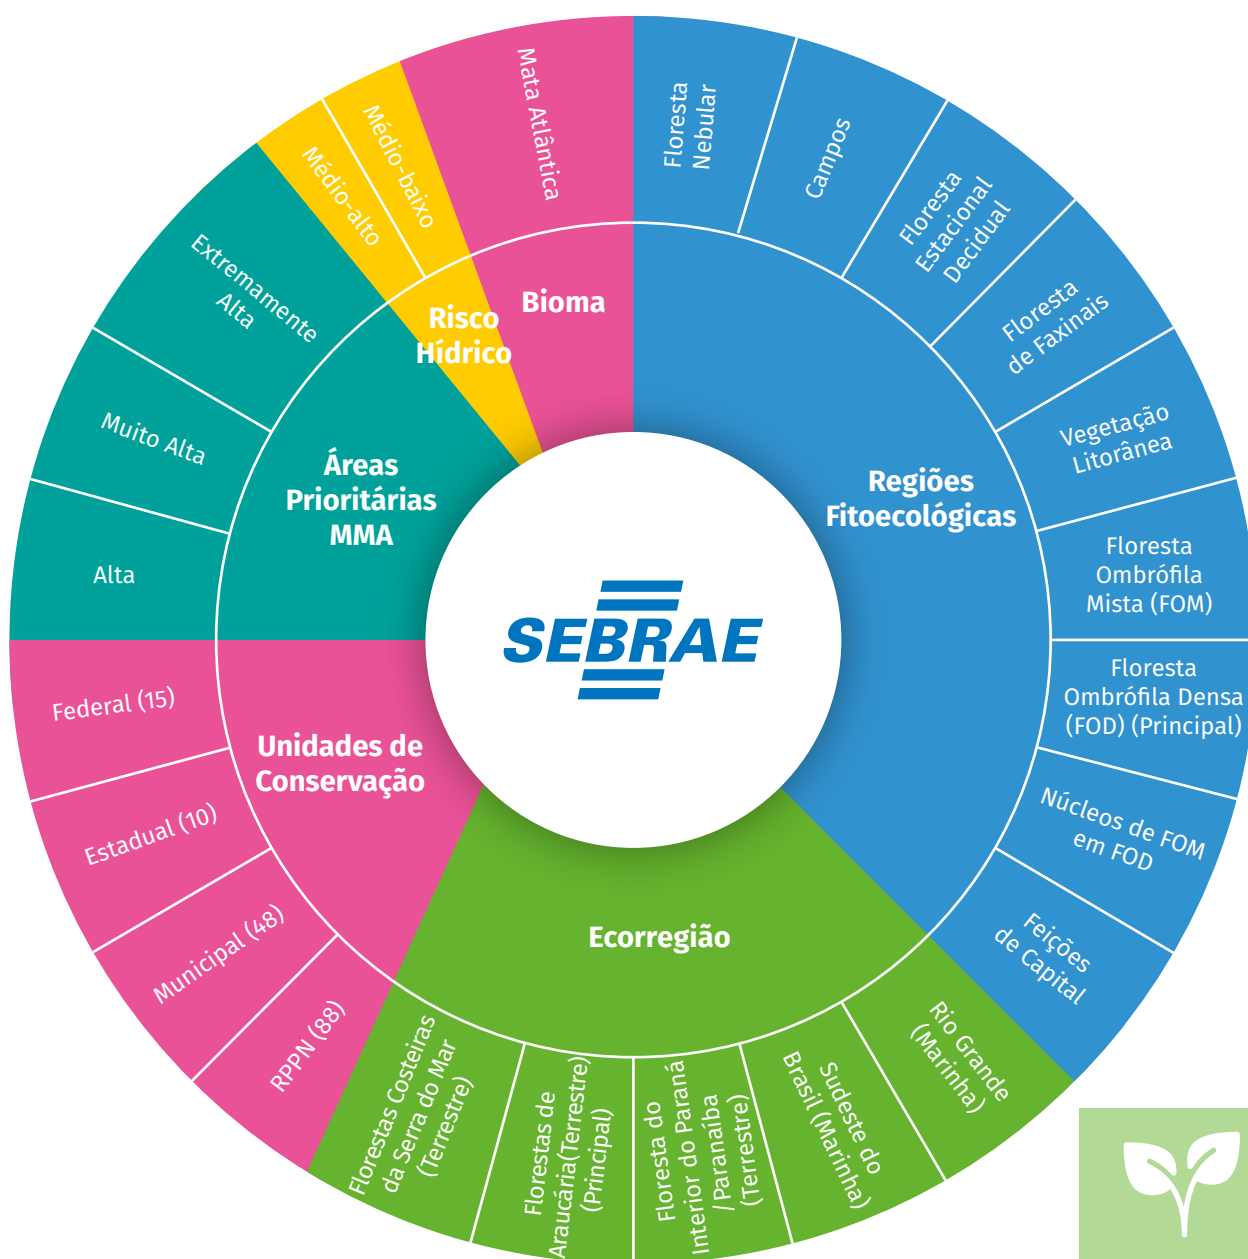 SEBRAE
Bioma
Mata Atlântica
Regiões
Fitoecológicas
Floresta
Nebular
Campos
Floresta
Estacional
Decidual
Floresta
de Faxinais
Vegetação
Litorânea
Floresta
Ombrófila
Mista (FOM)
Floresta
Ombrófila Densa
(FOD) (Principal)
Núcleos de FOM
em FOD
Feições
de Capital
Ecorregião
Rio Grande
(Marinha)
Sudeste do
Brasil (Marinha)
Floresta do
Interior do Paraná
/ Paranaíba
(Terrestre)
Florestas de
Araucária(Terrestre)
(Principal)
Florestas Costeiras
da Serra do Mar
(Terrestre)
Unidades de
Conservação
RPPN (88)
Municipal (48)
Estadual (10)
Federal (15)
Áreas
Prioritárias
MMA
Alta
Muito Alta
Extremamente
Alta
Risco
Hídrico
Médio-alto
Médio-baixo